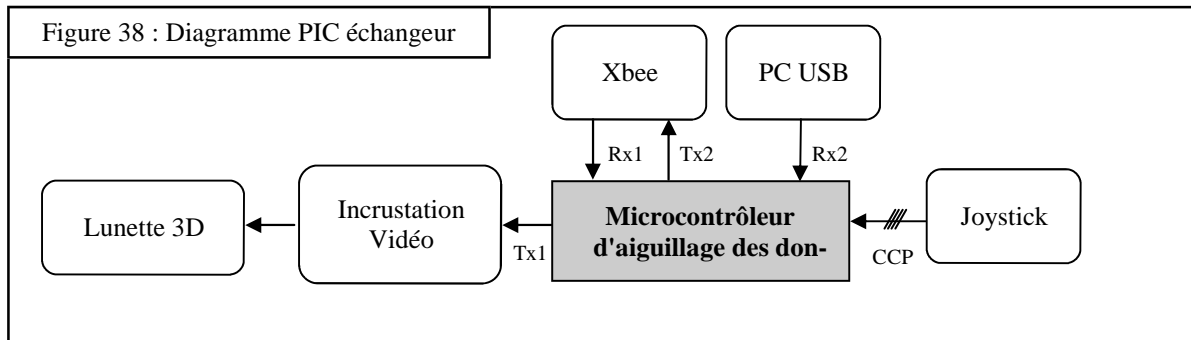 Figure 38 : Diagramme PIC échangeur
Xbee
PC USB
Rx1
Tx2
Rx2
Lunette 3D
Incrustation
Vidéo
Tx1
Microcontrôleur
d'aiguillage des don-
CCP
Joystick